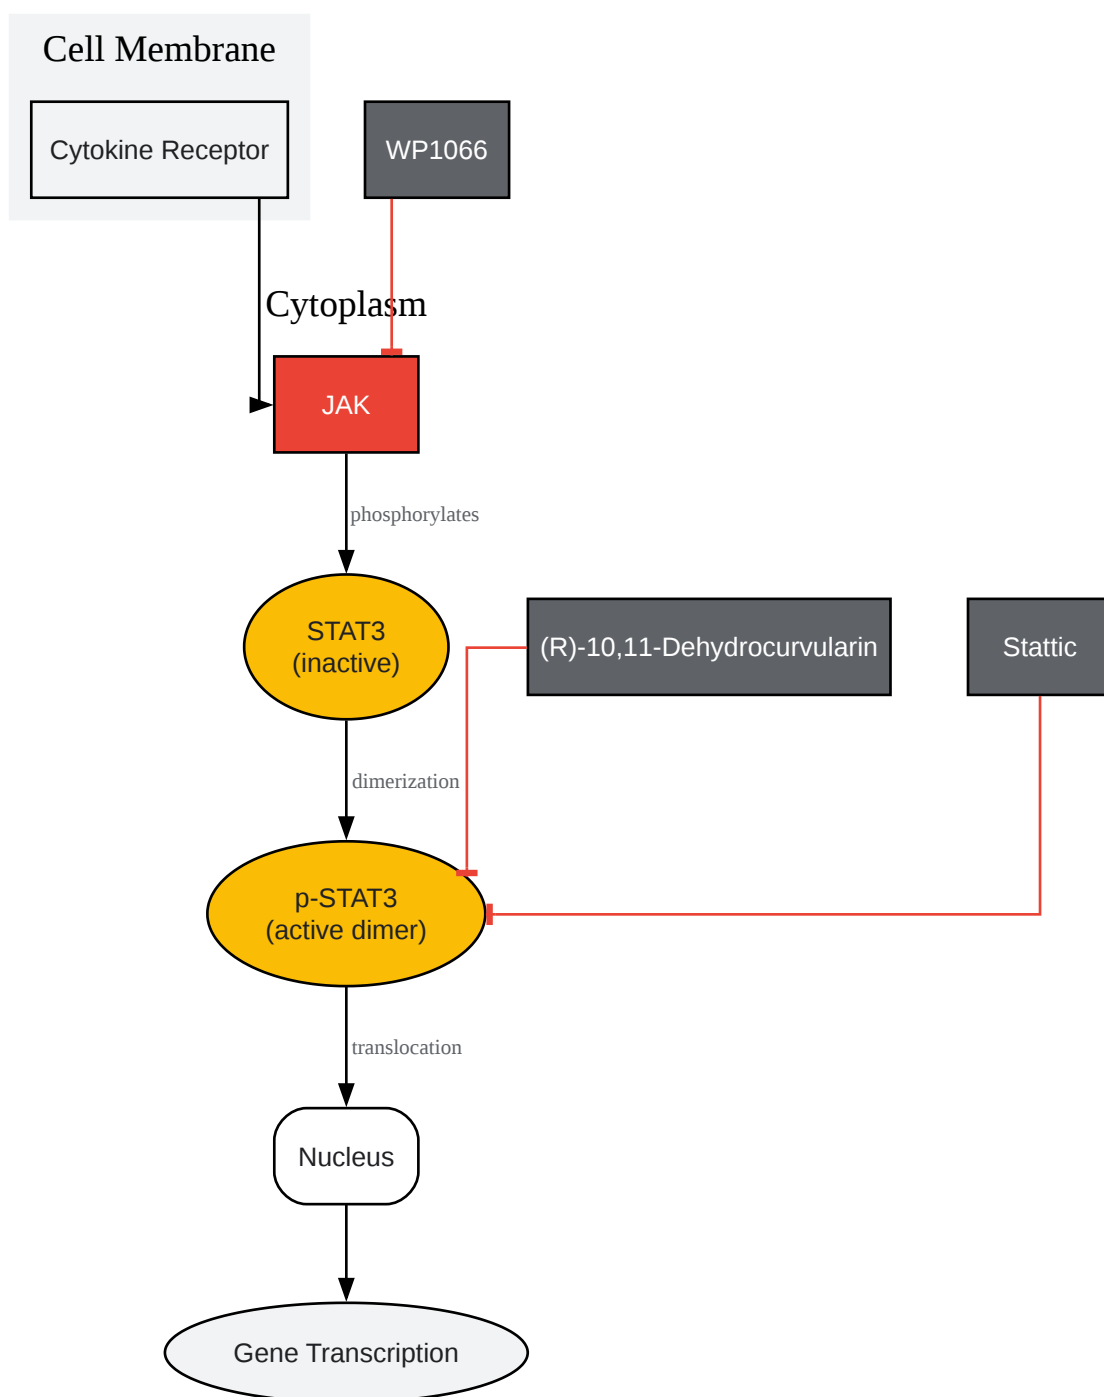 Cell Membrane
Cytokine Receptor
WP1066
Cytoplasm
JAK
phosphorylates
STAT3
(inactive)
(R)-10,11-Dehydrocurvularin
Stattic
dimerization
p-STAT3
(active dimer)
translocation
Nucleus
Gene Transcription